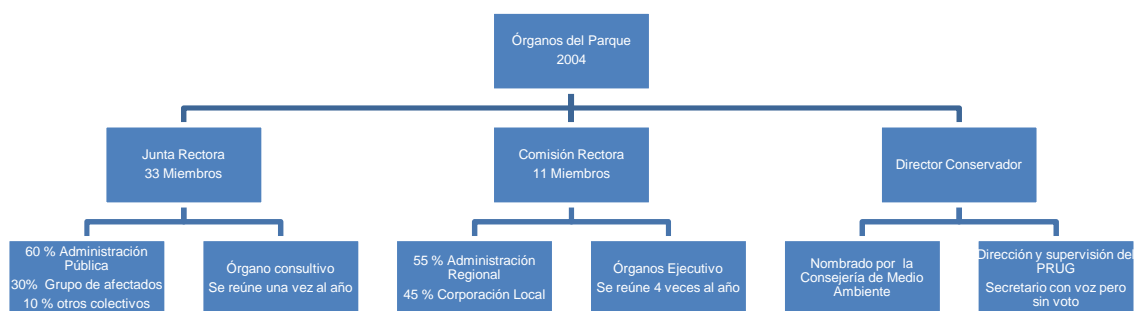 Órganos del Parque
2004
Junta Rectora
33 Miembros
Comisión Rectora
11 Miembros
Director Conservador
60 % Administración
Pública
30% Grupo de afectados
10 % otros colectivos
Órgano consultivo
Se reúne una vez al año
55 % Administración
Regional
45 % Corporación Local
Órganos Ejecutivo
Se reúne 4 veces al año
Nombrado por la
Consejería de Medio
Ambiente
Dirección y supervisión del
PRUG
Secretario con voz pero
sin voto